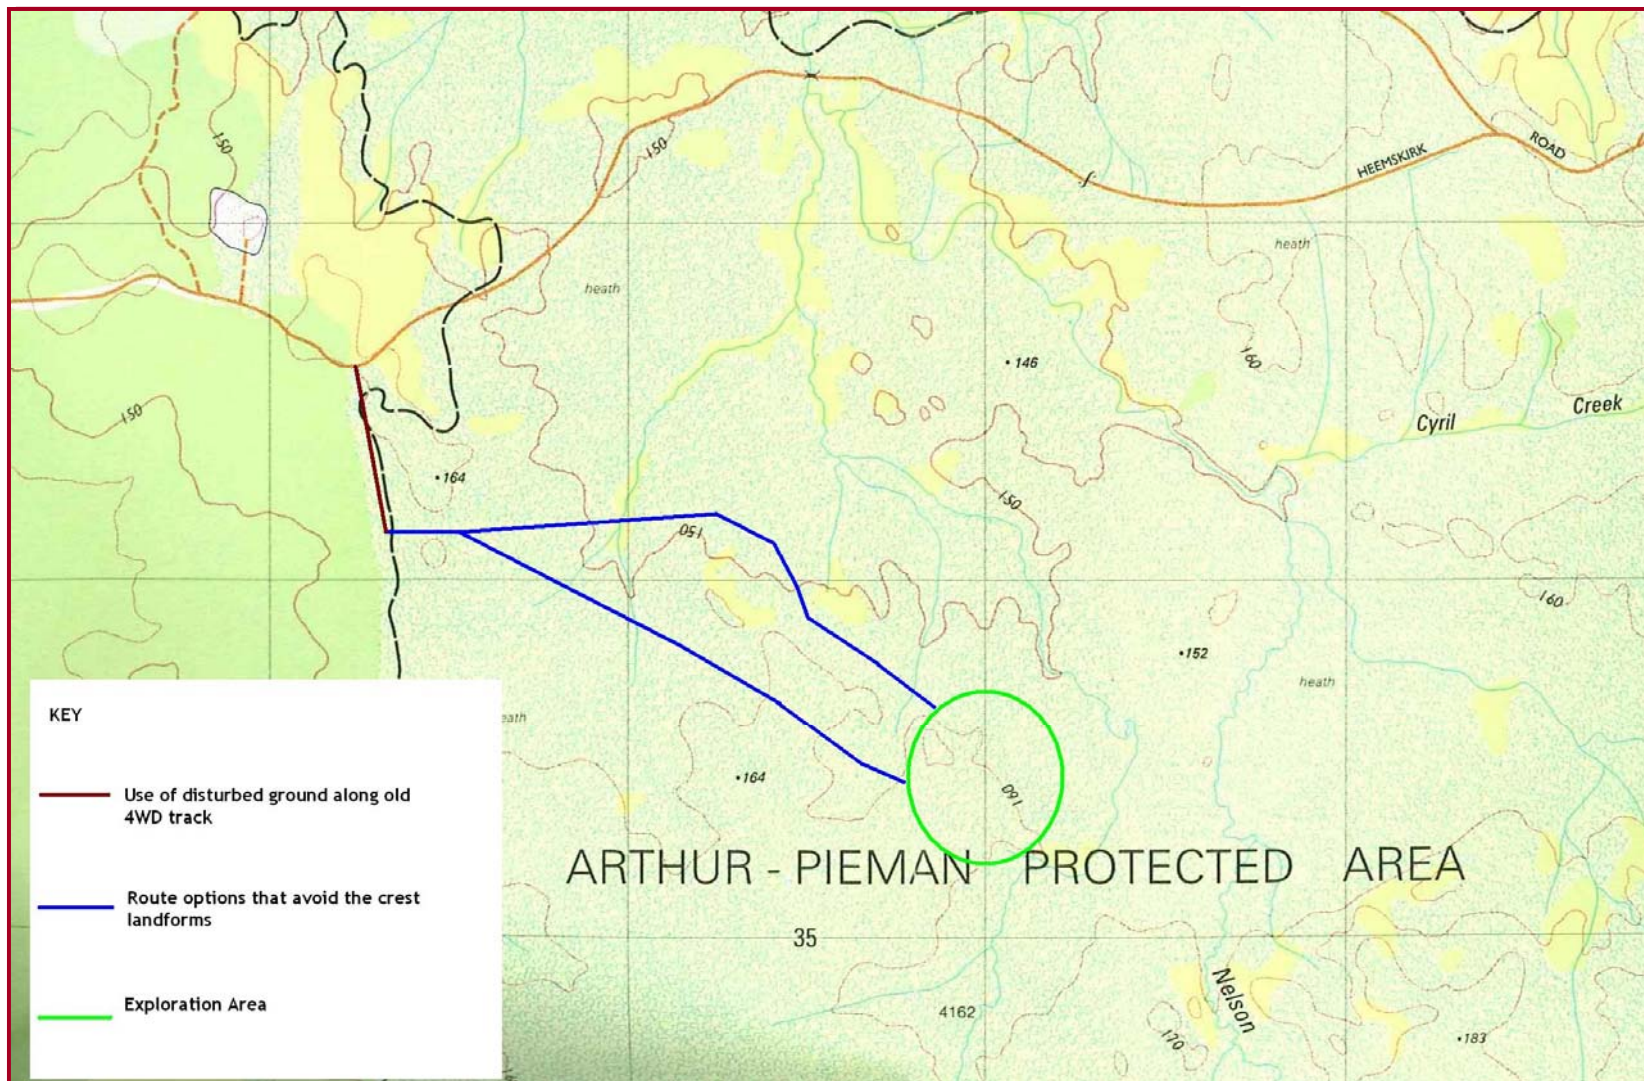 150
150
HEEMSKIRK
ROAD
heath
heath
160
146
150
Cyril
Creek
164
150
150
160
152
heath
KEY
Use of disturbed ground along old
4WD track
Route options that avoid the crest
landforms
Exploration Area
eath
164
160
ARTHUR - PIEMAN PROTECTED AREA
35
Nelson
4162
170
183